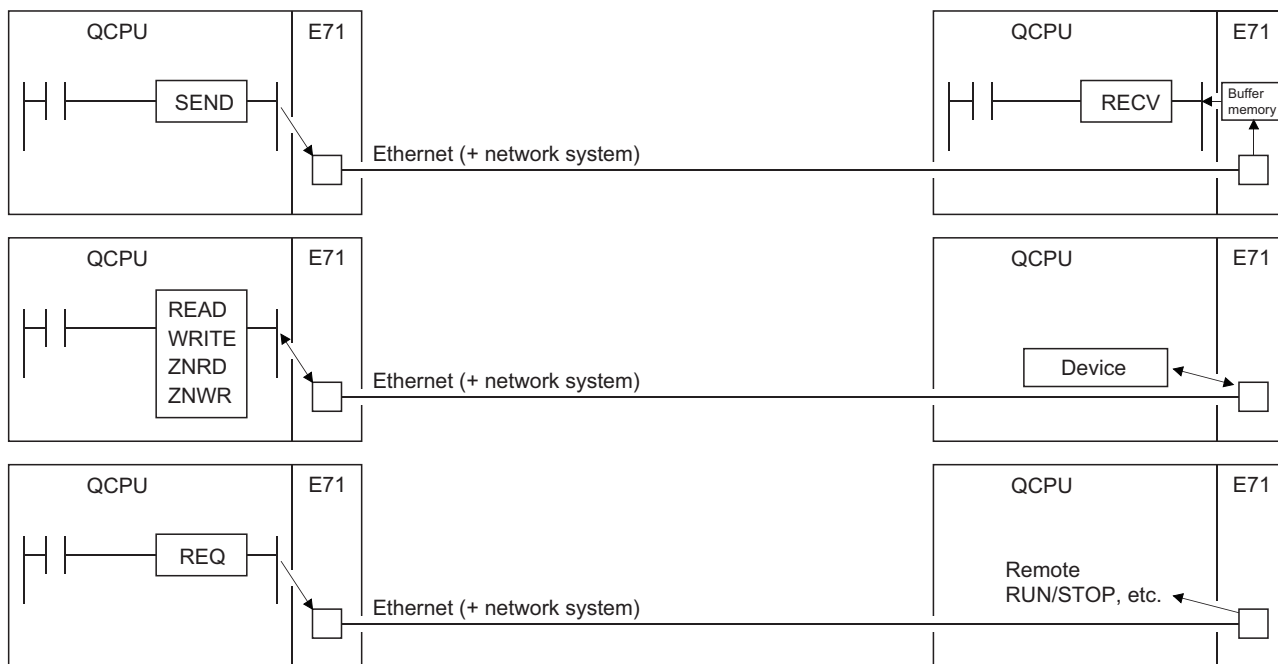 QCPU
E71
QCPU
E71
SEND
RECV
Buffer
memory
Ethernet (+ network system)
QCPU
E71
QCPU
E71
READ
WRITE
ZNRD
ZNWR
Device
Ethernet (+ network system)
QCPU
E71
QCPU
E71
REQ
Remote
RUN/STOP, etc.
Ethernet (+ network system)